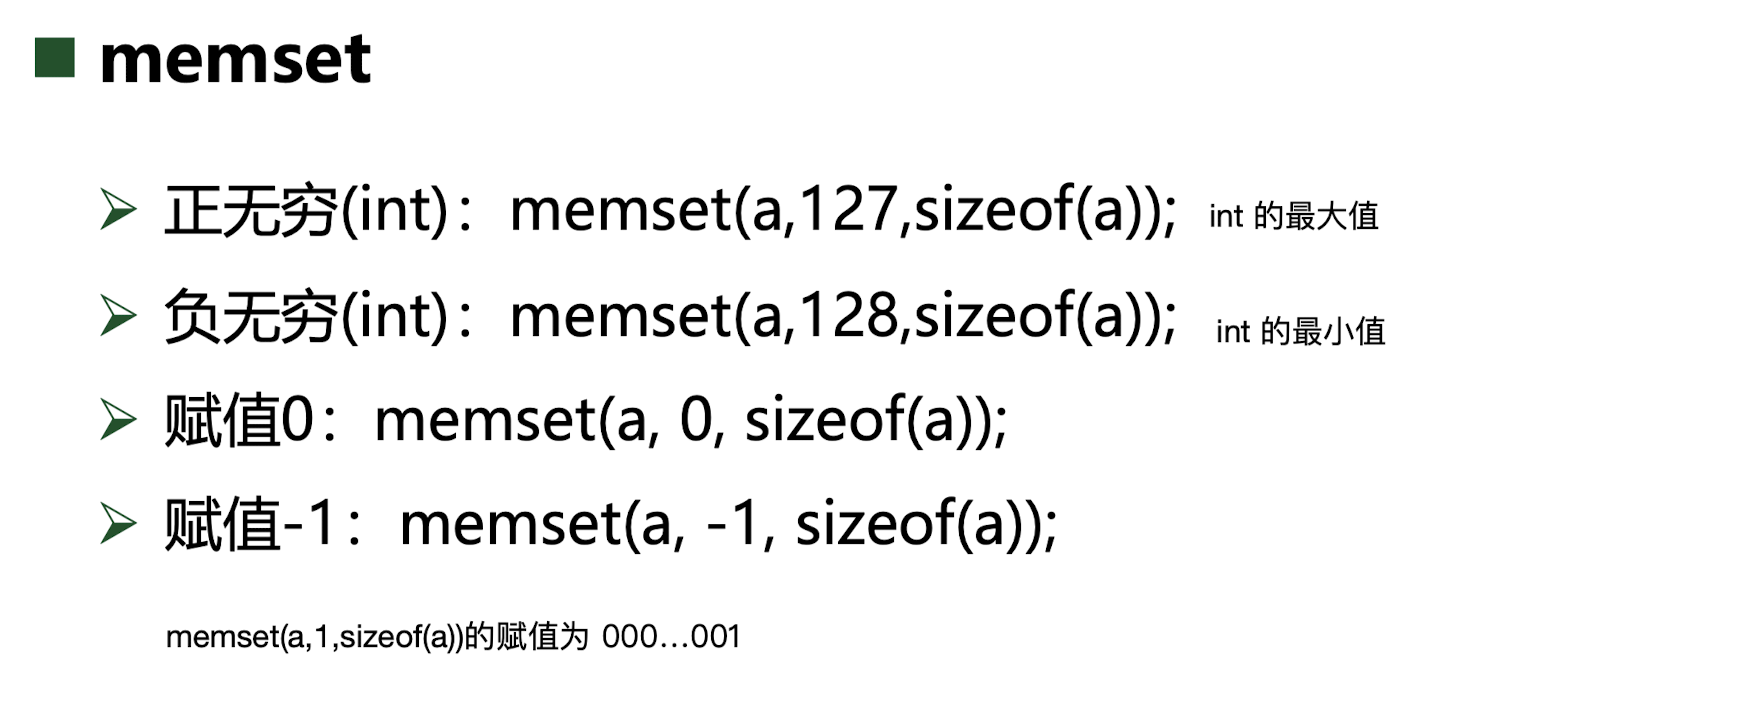 memset
正无穷(int)：memset(a,127,sizeof(a)); int 的最大值
负无穷(int)：memset(a,128,sizeof(a)); int 的最小值
赋值0：memset(a, 0, sizeof(a));
赋值-1：memset(a, -1, sizeof(a));
memset(a,1,sizeof(a))的赋值为 000…001